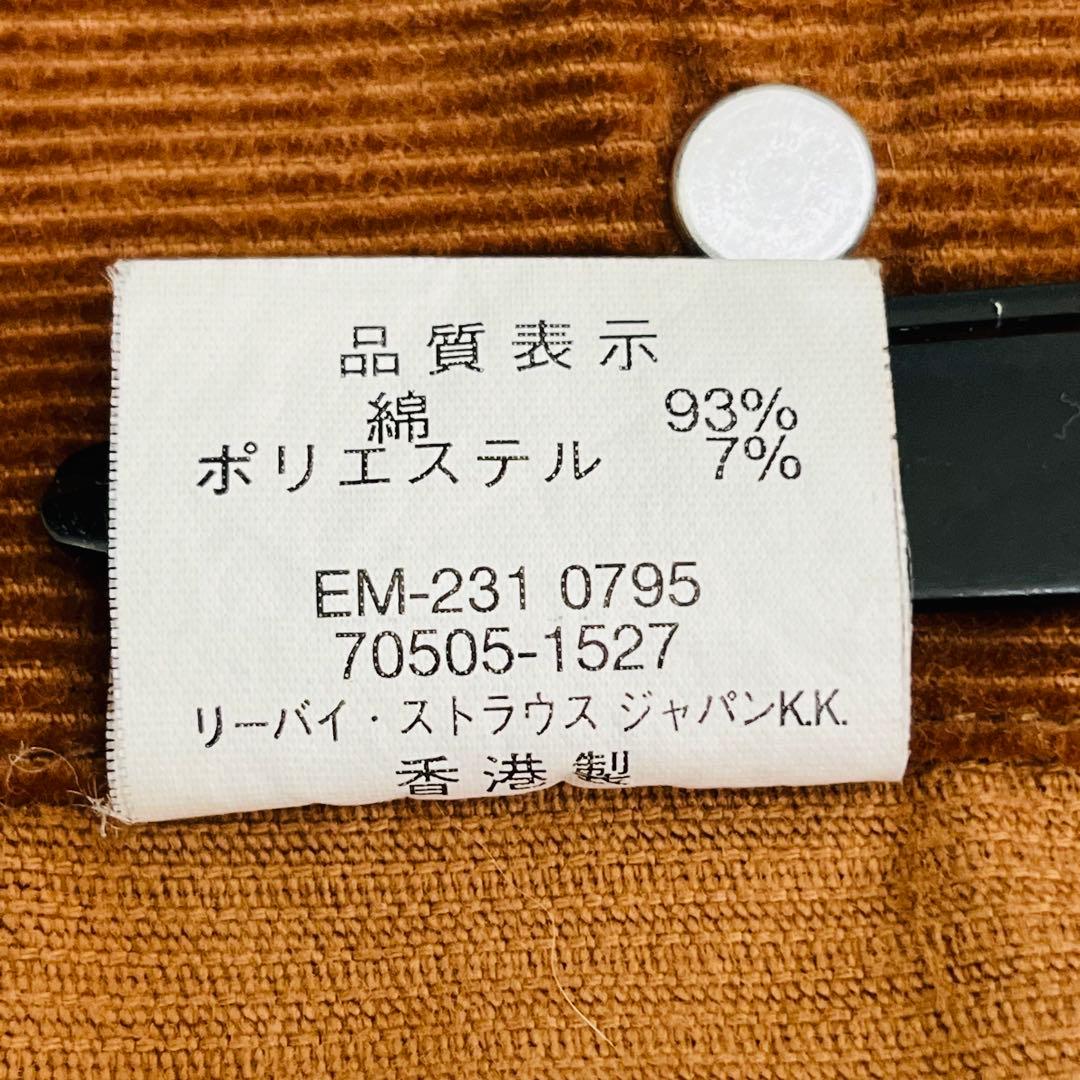 品質表示
綿 93%
ポリエステル 7%
EM-231 0795
70505-1527
リーバイ・ストラウス ジャパンK.K.
香港製